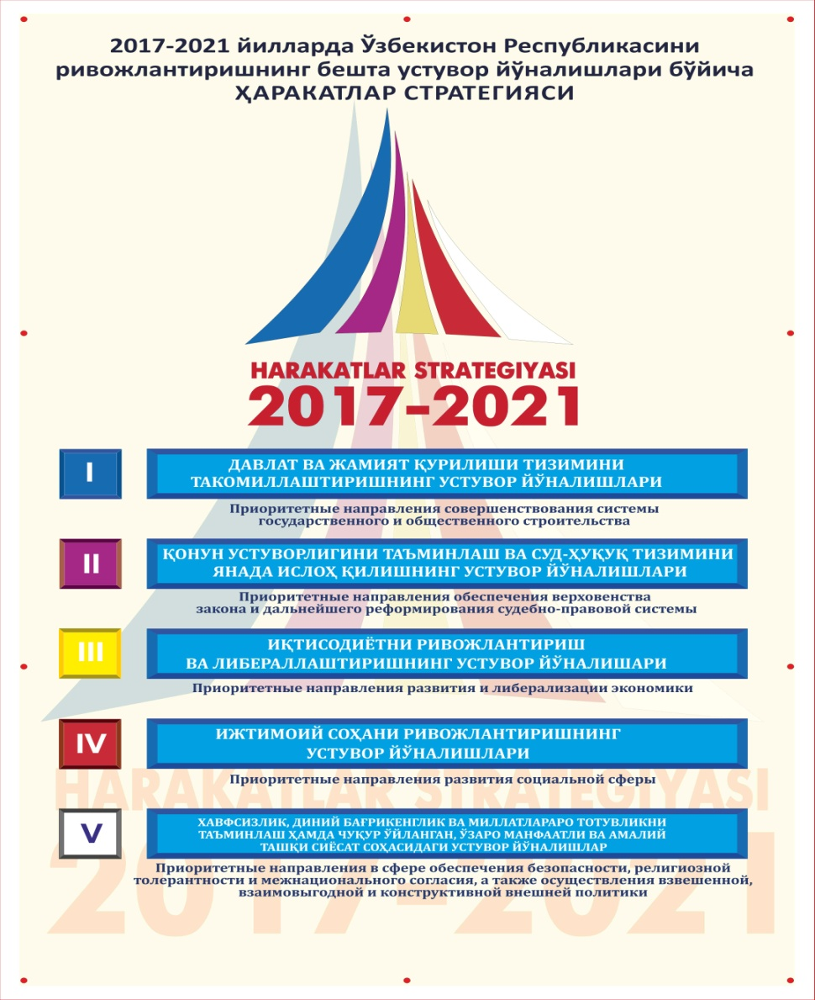 2017-2021 йилларда Ўзбекистон Республикасини
ривожлантиришнинг бешта устувор йўналишлари бўйича
ҲАРАКАТЛАР СТРАТЕГИЯСИ
HARAKATLAR STRATEGIYASI
2017-2021
I
ДАВЛАТ ВА ЖАМИЯТ ҚУРИЛИШИ ТИЗИМИНИ
ТАКОМИЛЛАШТИРИШНИНГ УСТУВОР ЙЎНАЛИШЛАРИ
Приоритетные направления совершенствования системы
государственного и общественного строительства
II
ҚОНУН УСТУВОРЛИГИНИ ТАЪМИНЛАШ ВА СУД-ҲУҚУҚ ТИЗИМИНИ
ЯНАДА ИСЛОҲ ҚИЛИШНИНГ УСТУВОР ЙЎНАЛИШЛАРИ
Приоритетные направления обеспечения верховенства
закона и дальнейшего реформирования судебно-правовой системы
III
ИҚТИСОДИЁТНИ РИВОЖЛАНТИРИШ
ВА ЛИБЕРАЛЛАШТИРИШНИНГ УСТУВОР ЙЎНАЛИШАРИ
Приоритетные направления развития и либерализации экономики
IV
ИЖТИМОИЙ СОҲАНИ РИВОЖЛАНТИРИШНИНГ
УСТУВОР ЙЎНАЛИШЛАРИ
Приоритетные направления развития социальной сферы
HARAKATLAR STRATEGIYASI
V
ХАВФСИЗЛИК, ДИНИЙ БАҒРИКЕНГЛИК ВА МИЛЛАТЛАРАРО ТОТУВЛИКНИ
ТАЪМИНЛАШ ҲАМДА ЧУҚУР ЎЙЛАНГАН, ЎЗАРО МАНФААТЛИ ВА АМАЛИЙ
ТАШҚИ СИЁСАТ СОҲАСИДАГИ УСТУВОР ЙЎНАЛИШЛАР
Приоритетные направления в сфере обеспечения безопасности, религиозной
толерантности и межнационального согласия, а также осуществления взвешенной,
взаимовыгодной и конструктивной внешней политики
2017-2021